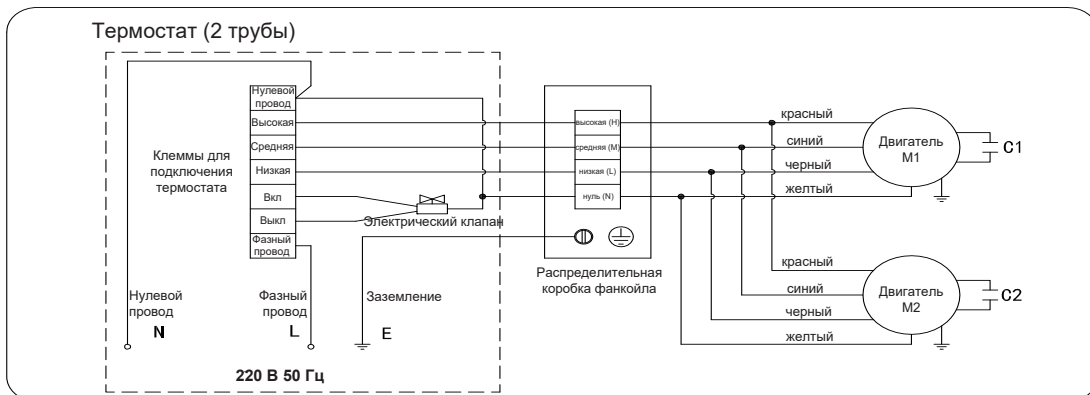 Термостат (2 трубы)
Клеммы для
подключения
термостата
Нулевой
провод
Высокая
Средняя
Низкая
Вкл
Выкл
Фазный
провод
Электрический клапан
Нулевой
провод
N
Фазный
провод
L
Заземление
E
220 В 50 Гц
высокая (H)
средняя (M)
низкая (L)
нуль (N)
Распределительная
коробка фанкойла
красный
синий
черный
желтый
Двигатель
M1
C1
красный
синий
черный
желтый
Двигатель
M2
C2